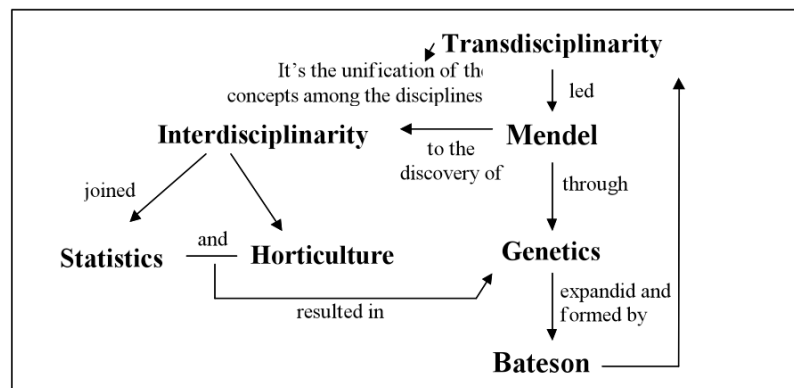 Transdisciplinarity
It's the unification of the
concepts among the disciplines
led
Interdisciplinarity
Mendel
to the
discovery of
joined
through
and
Statistics
Horticulture
Genetics
resulted in
expandid and
formed by
Bateson